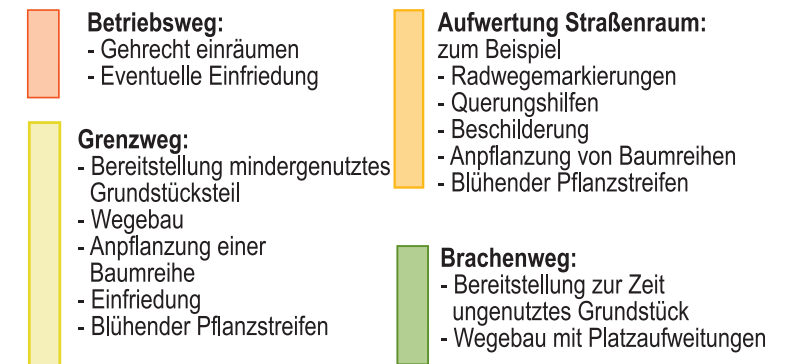 Betriebsweg:
- Gehrecht einräumen
- Eventuelle Einfriedung
Grenzweg:
- Bereitstellung mindergenutztes
Grundstücksteil
- Wegebau
- Anpflanzung einer
Baumreihe
- Einfriedung
- Blühender Pflanzstreifen
Aufwertung Straßenraum:
zum Beispiel
- Radwegemarkierungen
- Querungshilfen
- Beschilderung
- Anpflanzung von Baumreihen
- Blühender Pflanzstreifen
Brachenweg:
- Bereitstellung zur Zeit
ungenutztes Grundstück
- Wegebau mit Platzaufweitungen